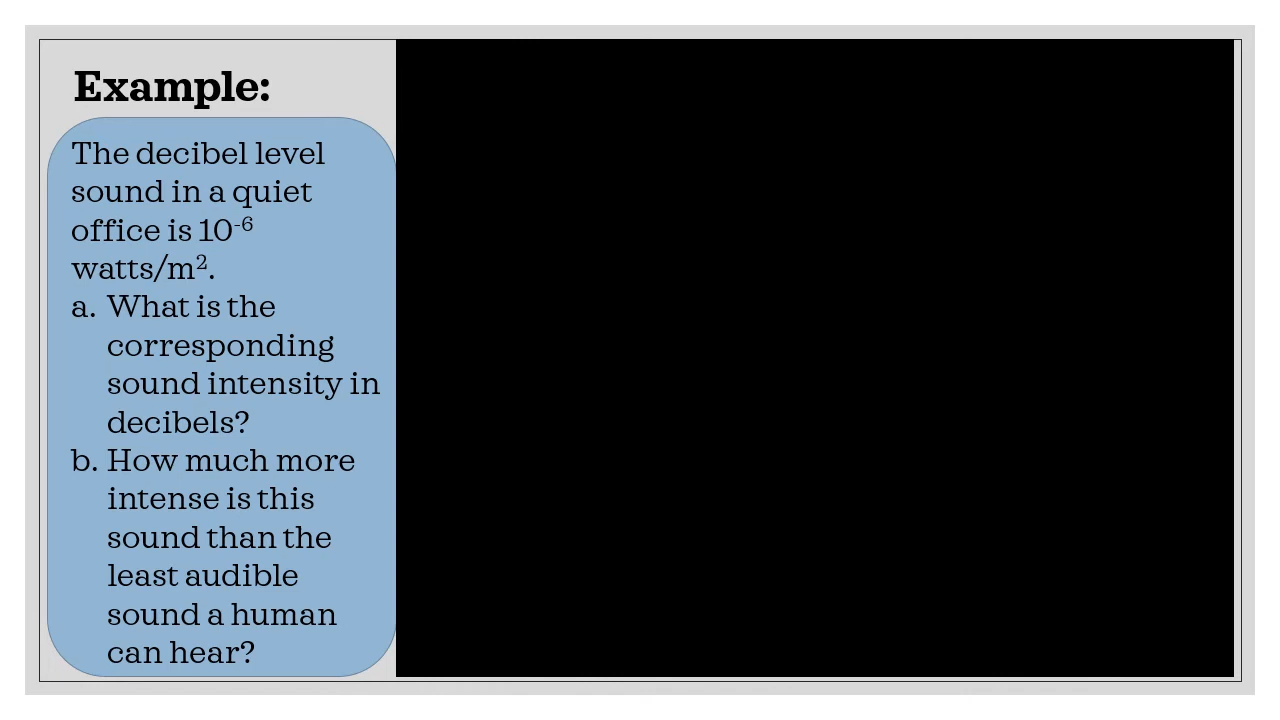 Example:
The decibel level
sound in a quiet
office is 10⁻⁶
watts/m².
a. What is the
corresponding
sound intensity in
decibels?
b. How much more
intense is this
sound than the
least audible
sound a human
can hear?